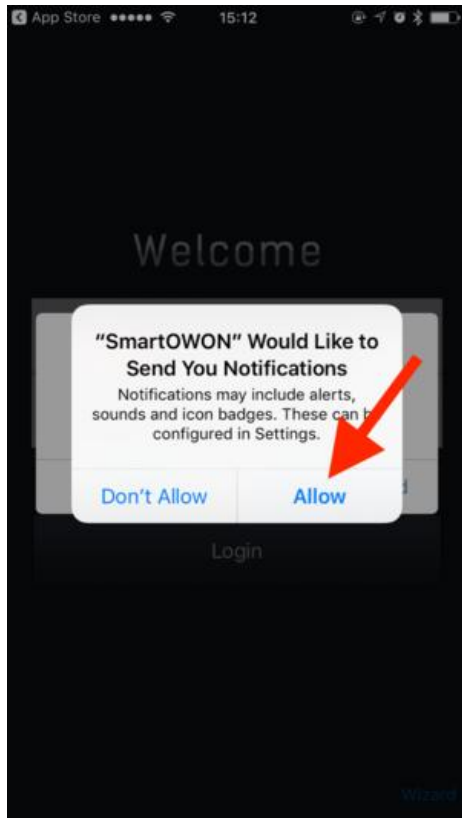 App Store 15:12
Welcome
“SmartOWON” Would Like to
Send You Notifications
Notifications may include alerts,
sounds and icon badges. These can
configured in Settings.
Don’t Allow Allow
Login
Wizard